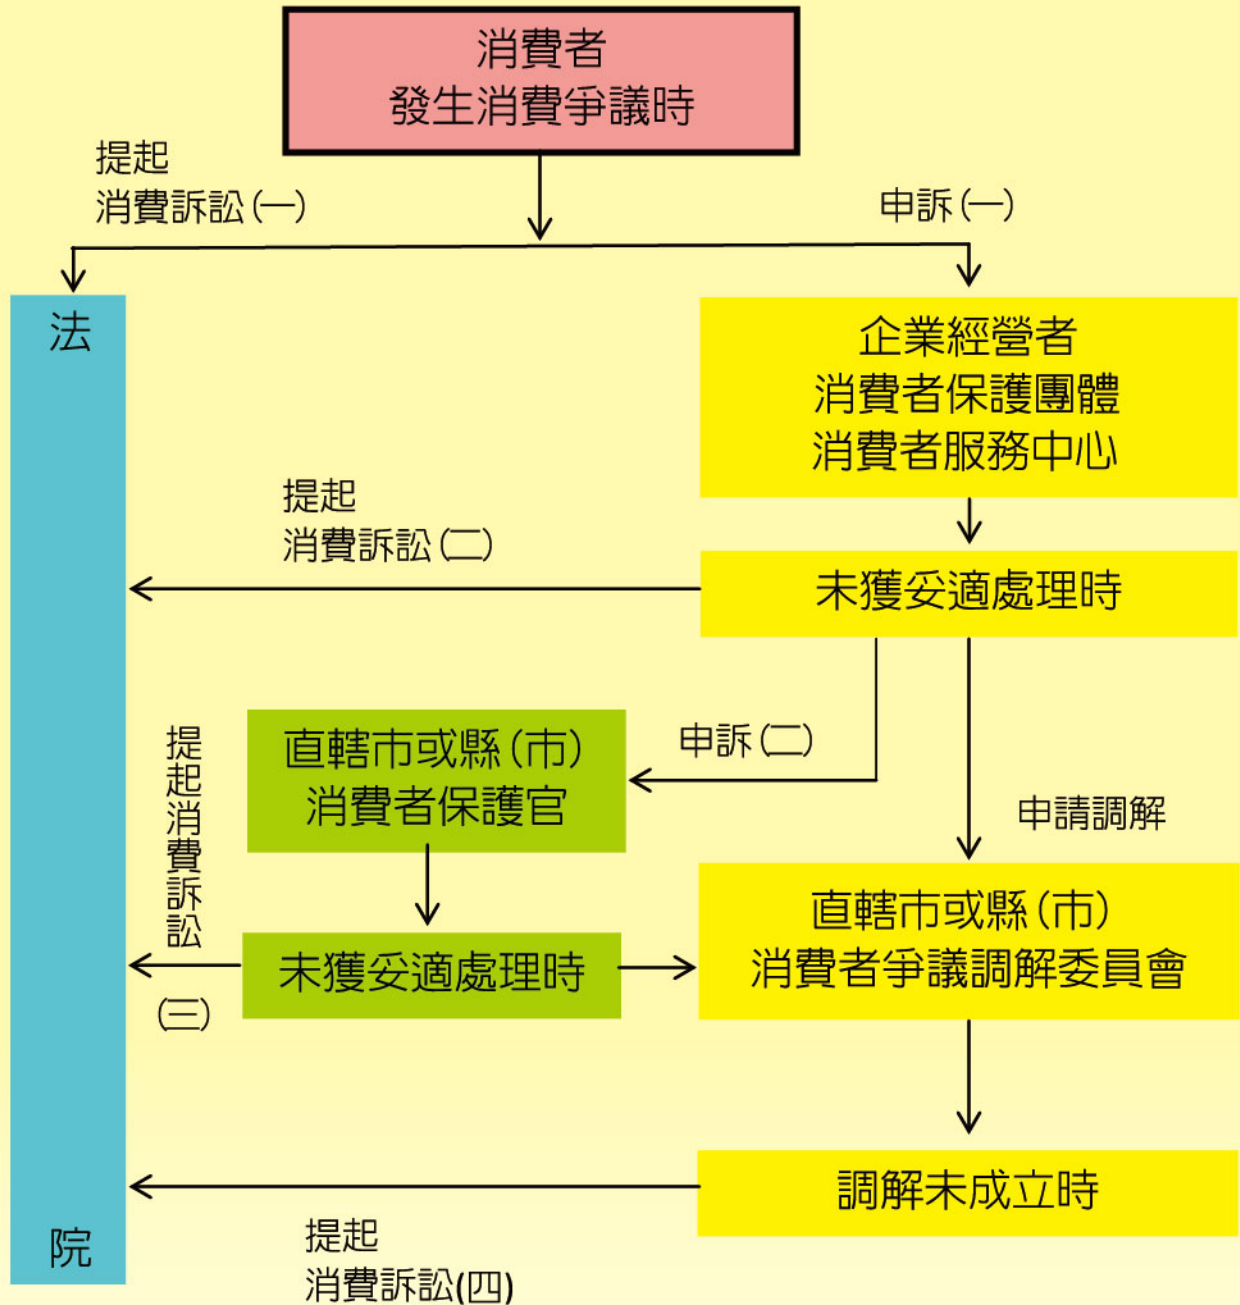 消費者
發生消費爭議時
提起
消費訴訟(一)
申訴(一)
法
院
企業經營者
消費者保護團體
消費者服務中心
提起
消費訴訟(二)
未獲妥適處理時
直轄市或縣(市)
消費者保護官
申訴(二)
申請調解
提起消費訴訟
(三)
未獲妥適處理時
直轄市或縣(市)
消費者爭議調解委員會
調解未成立時
提起
消費訴訟(四)